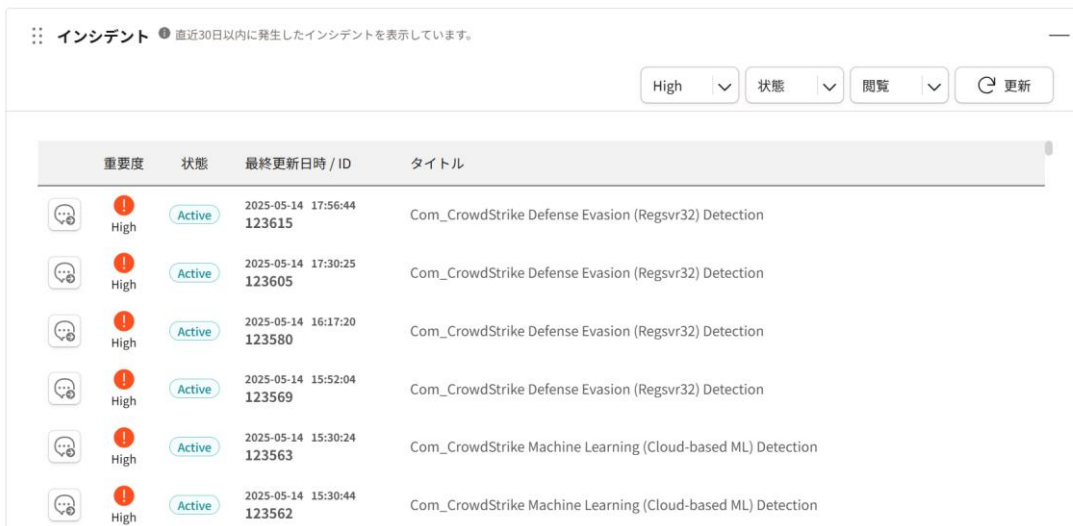 インシデント 直近30日以内に発生したインシデントを表示しています。
High 状態 閲覧 更新
重要度 状態 最終更新日時 / ID タイトル
2025-05-14 17:56:44
High Active 123615 Com_CrowdStrike Defense Evasion (Regsvr32) Detection
2025-05-14 17:30:25
High Active 123605 Com_CrowdStrike Defense Evasion (Regsvr32) Detection
2025-05-14 16:17:20
High Active 123580 Com_CrowdStrike Defense Evasion (Regsvr32) Detection
2025-05-14 15:52:04
High Active 123569 Com_CrowdStrike Defense Evasion (Regsvr32) Detection
2025-05-14 15:30:24
High Active 123563 Com_CrowdStrike Machine Learning (Cloud-based ML) Detection
2025-05-14 15:30:44
High Active 123562 Com_CrowdStrike Machine Learning (Cloud-based ML) Detection